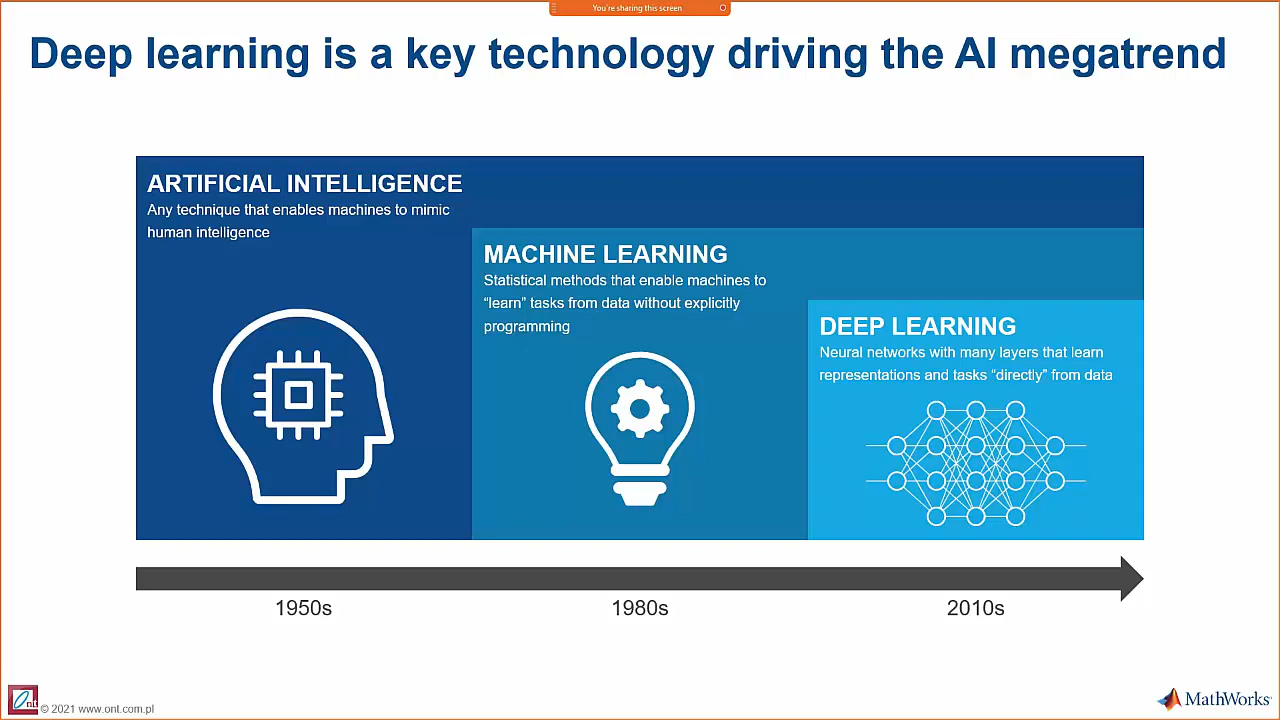 You're sharing this screen
Deep learning is a key technology driving the AI megatrend
ARTIFICIAL INTELLIGENCE
Any technique that enables machines to mimic
human intelligence
MACHINE LEARNING
Statistical methods that enable machines to
“learn” tasks from data without explicitly
programming
DEEP LEARNING
Neural networks with many layers that learn
representations and tasks “directly” from data
1950s
1980s
2010s
Ont
© 2021 www.ont.com.pl
MathWorks